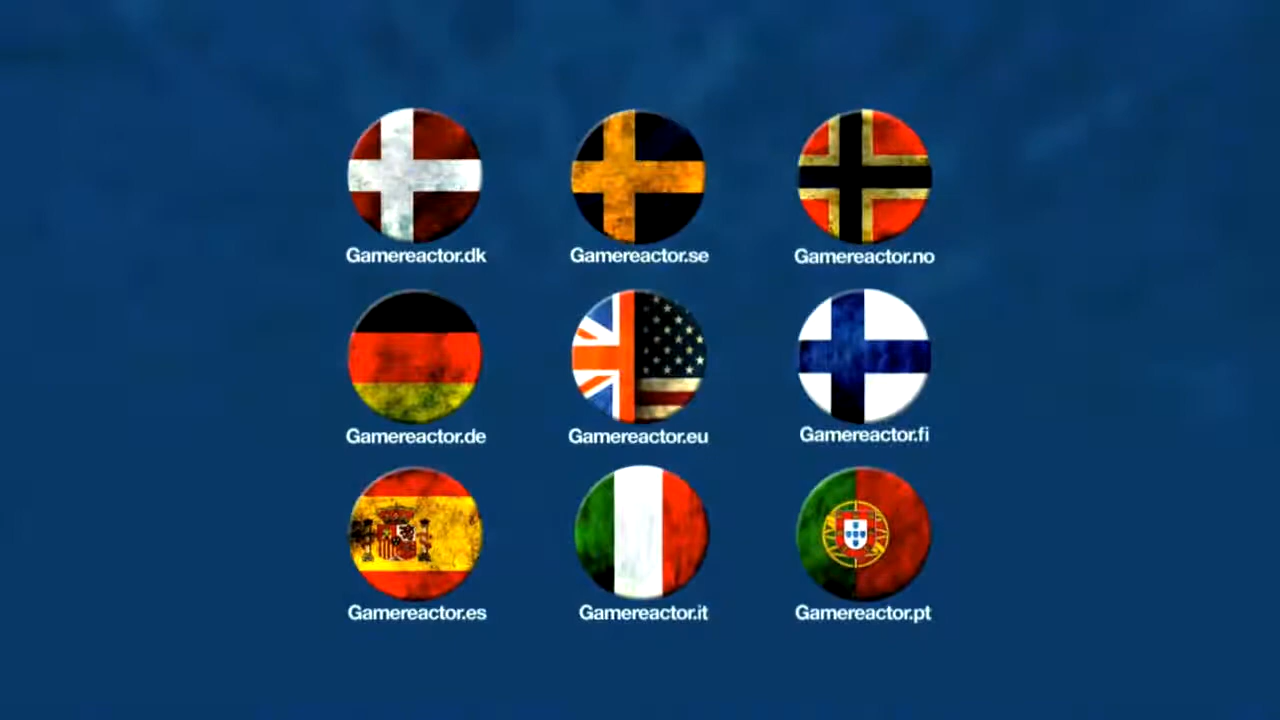 Gamereactor.dk
Gamereactor.se
Gamereactor.no
Gamereactor.de
Gamereactor.eu
Gamereactor.fi
Gamereactor.es
Gamereactor.it
Gamereactor.pt